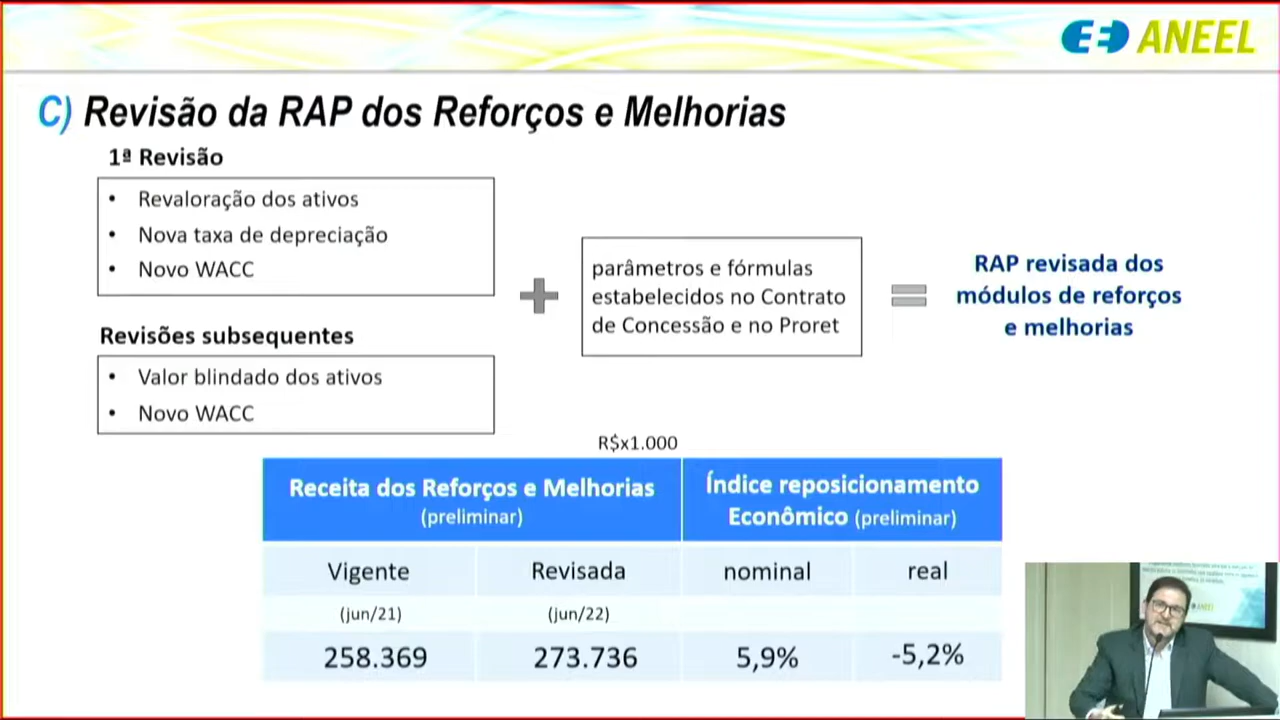 ANEEL
C) Revisão da RAP dos Reforços e Melhorias
1ª Revisão
• Revaloração dos ativos
• Nova taxa de depreciação
• Novo WACC
Revisões subsequentes
• Valor blindado dos ativos
• Novo WACC
parâmetros e fórmulas
estabelecidos no Contrato
de Concessão e no Proret
RAP revisada dos
módulos de reforços
e melhorias
R$x1.000
Receita dos Reforços e Melhorias
(preliminar)
Índice reposicionamento
Econômico (preliminar)
Vigente Revisada nominal real
(jun/21) (jun/22)
258.369 273.736 5,9% -5,2%
ANEEL